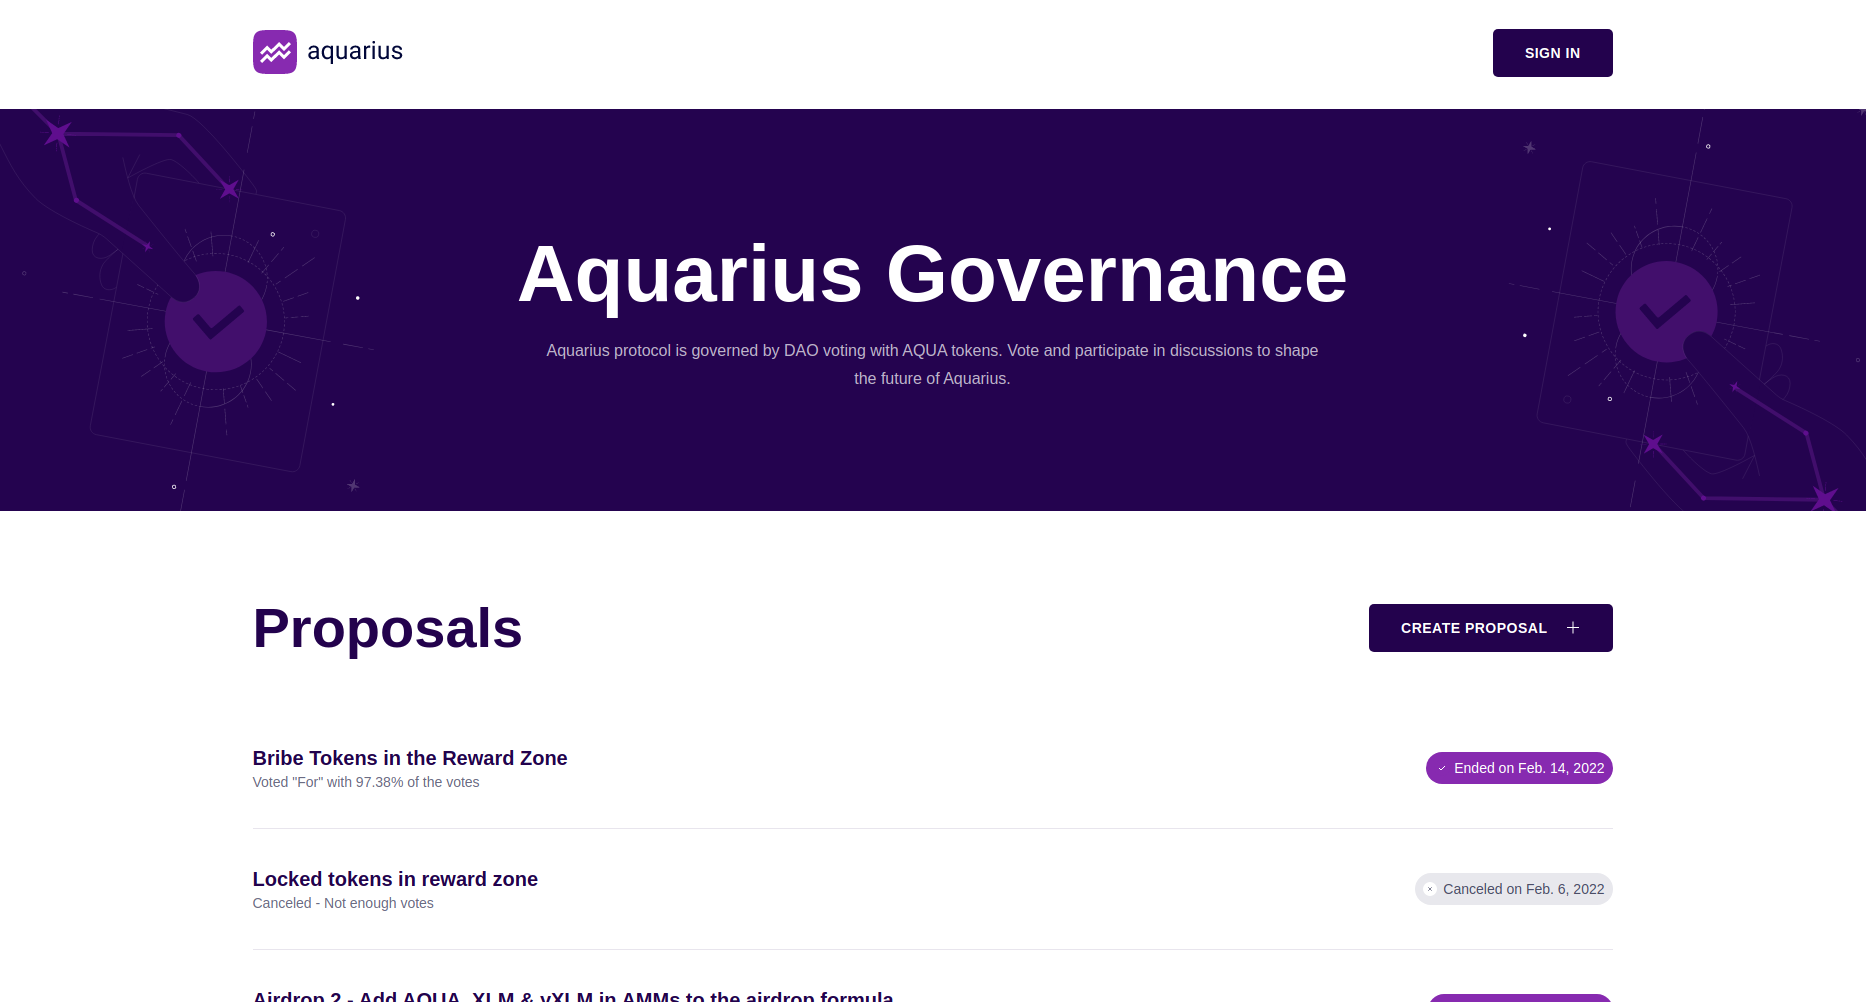 aquarius
SIGN IN
Aquarius Governance
Aquarius protocol is governed by DAO voting with AQUA tokens. Vote and participate in discussions to shape
the future of Aquarius.
Proposals
CREATE PROPOSAL
Bribe Tokens in the Reward Zone
Voted "For" with 97.38% of the votes
Ended on Feb. 14, 2022
Locked tokens in reward zone
Canceled - Not enough votes
Canceled on Feb. 6, 2022
Airdrop 2 - Add AQUA, XLM & yXLM in AMMs to the airdrop formula